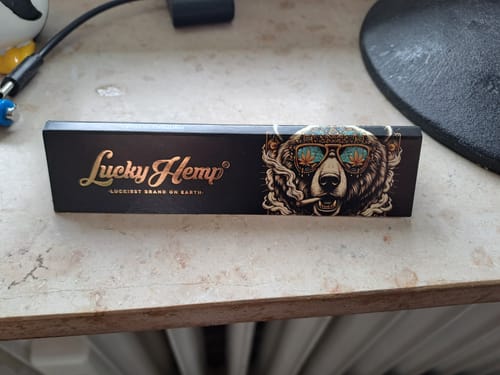 Lucky Hemp®
·LUCKIEST BRAND ON EARTH·